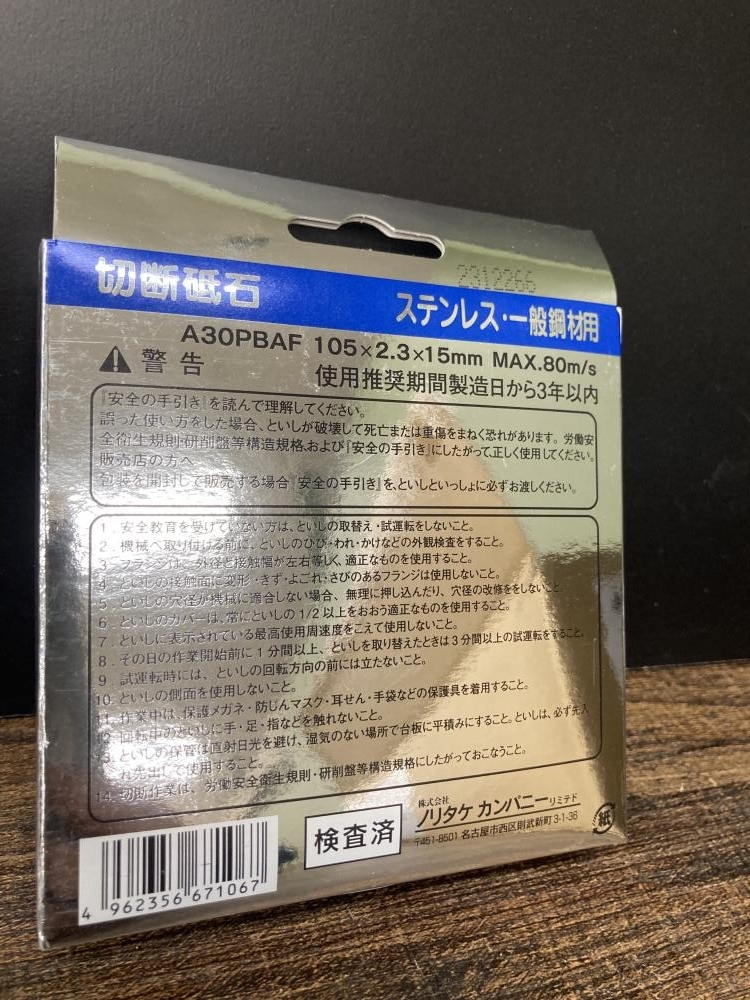 2312266
切断砥石
ステンレス・一般鋼材用
A30PBAF 105×2.3×15mm MAX.80m/s
警告
使用推奨期間製造日から3年以内
『安全の手引き』を読んで理解してください。
誤った使い方をした場合、といしが破壊して死亡または重傷をまねく恐れがあります。労働安
全衛生規則・研削盤等構造規格、および『安全の手引き』にしたがって、正しく使用してください。
販売店の方へ
包装を開封して販売する場合『安全の手引き』を、といしといっしょに必ずお渡しください。
1. 安全教育を受けていない方は、といしの取替え・試運転をしないこと。
2. 機械へ取り付ける前に、といしのひび・われ・かけなどの外観検査をすること。
3. フランジは、外径と接触幅が左右等しく、適正なものを使用すること。
4. といしの接触面に変形・きず・よごれ・さびのあるフランジは使用しないこと。
5. といしの穴径が機械に適合しない場合、無理に押し込んだり、穴径の改修ををしないこと。
6. といしのカバーは、常にといしの1/2以上をおおう適正なものを使用すること。
7. といしに表示されている最高使用周速度をこえて使用しないこと。
8. その日の作業開始前に1分間以上、といしを取り替えたときは3分間以上の試運転をすること。
9. 試運転時には、といしの回転方向の前には立たないこと。
10. といしの側面を使用しないこと。
11. 作業中は、保護メガネ・防じんマスク・耳せん・手袋などの保護具を着用すること。
12. 回転中のといしに手・足・指などを触れないこと。
13. といしの保管は直射日光を避け、湿気のない場所で台板に平積みにすること。といしは、必ず先入
れ先出しで使用すること。
14. 切断作業は、労働安全衛生規則・研削盤等構造規格にしたがっておこなうこと。
4 962356 671067
検査済
株式会社
ノリタケ カンパニーリミテド
〒451-8501 名古屋市西区則武新町3-1-36
紙